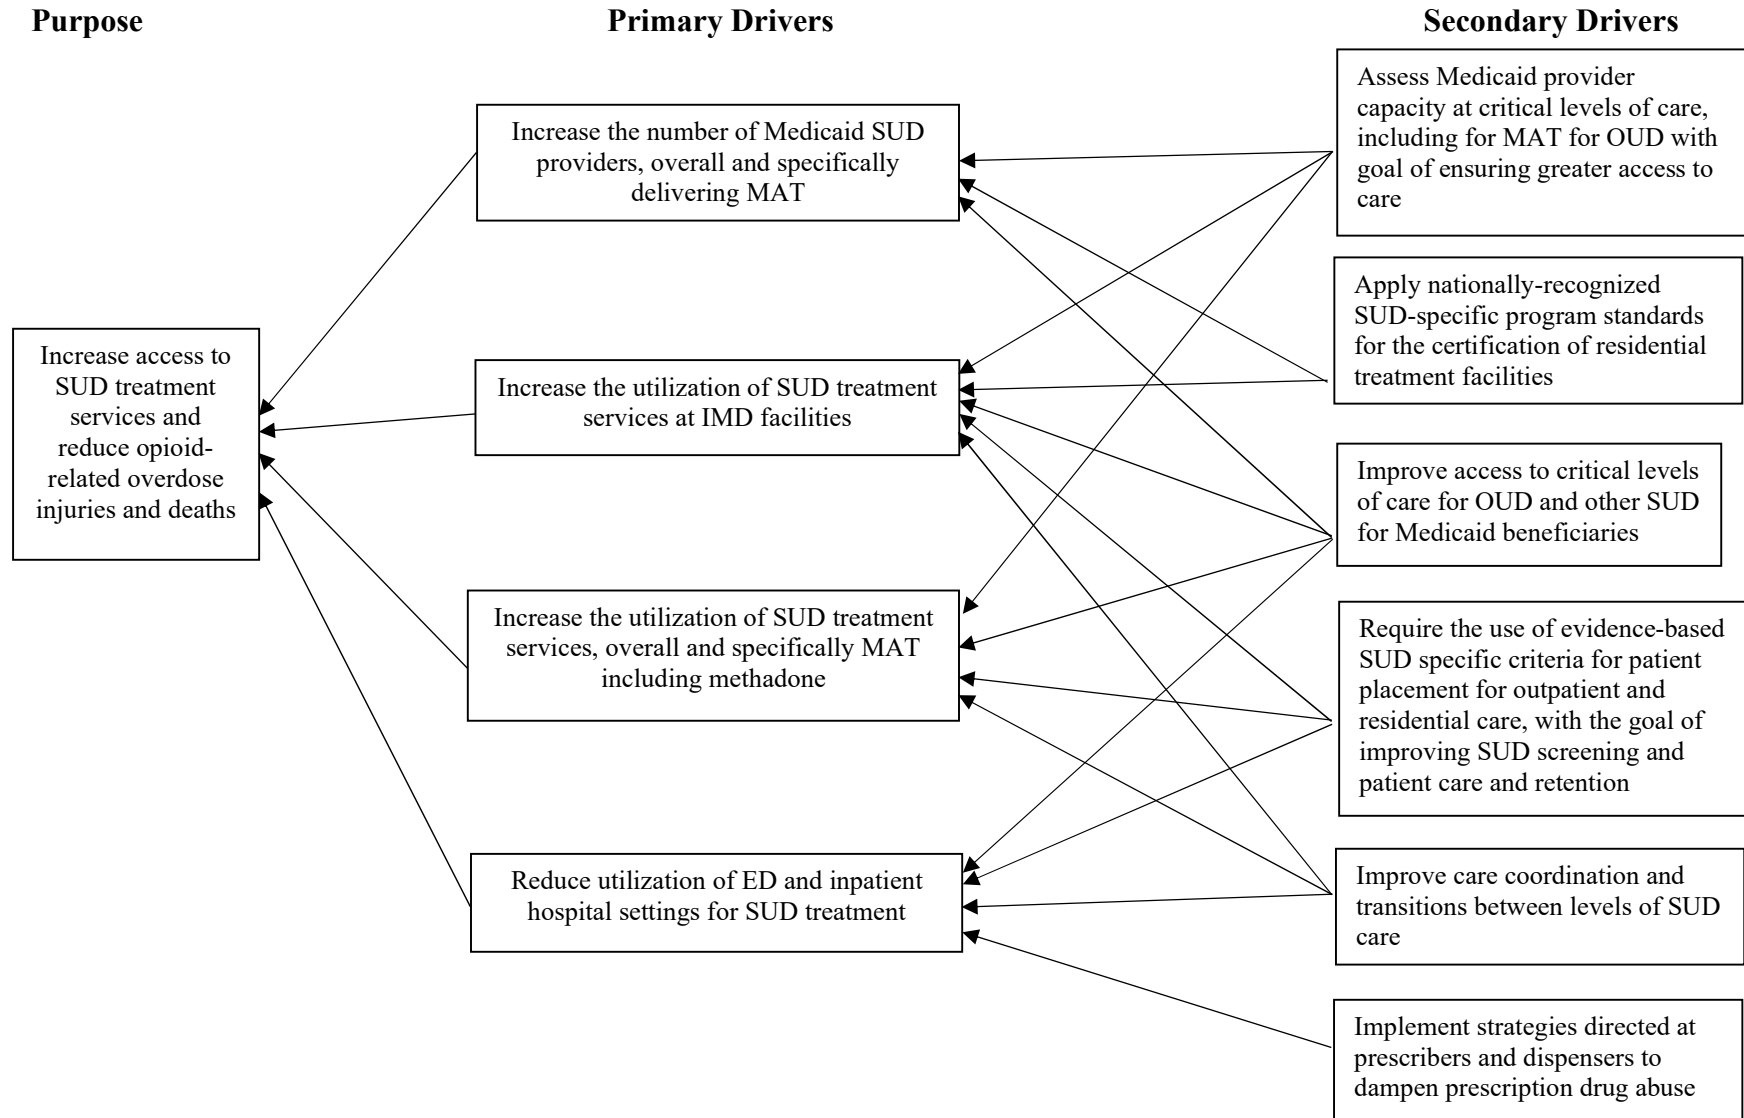 Purpose
Primary Drivers
Secondary Drivers
Increase access to
SUD treatment
services and
reduce opioid-
related overdose
injuries and deaths
Increase the number of Medicaid SUD
providers, overall and specifically
delivering MAT
Increase the utilization of SUD treatment
services at IMD facilities
Increase the utilization of SUD treatment
services, overall and specifically MAT
including methadone
Reduce utilization of ED and inpatient
hospital settings for SUD treatment
Assess Medicaid provider
capacity at critical levels of care,
including for MAT for OUD with
goal of ensuring greater access to
care
Apply nationally-recognized
SUD-specific program standards
for the certification of residential
treatment facilities
Improve access to critical levels
of care for OUD and other SUD
for Medicaid beneficiaries
Require the use of evidence-based
SUD specific criteria for patient
placement for outpatient and
residential care, with the goal of
improving SUD screening and
patient care and retention
Improve care coordination and
transitions between levels of SUD
care
Implement strategies directed at
prescribers and dispensers to
dampen prescription drug abuse